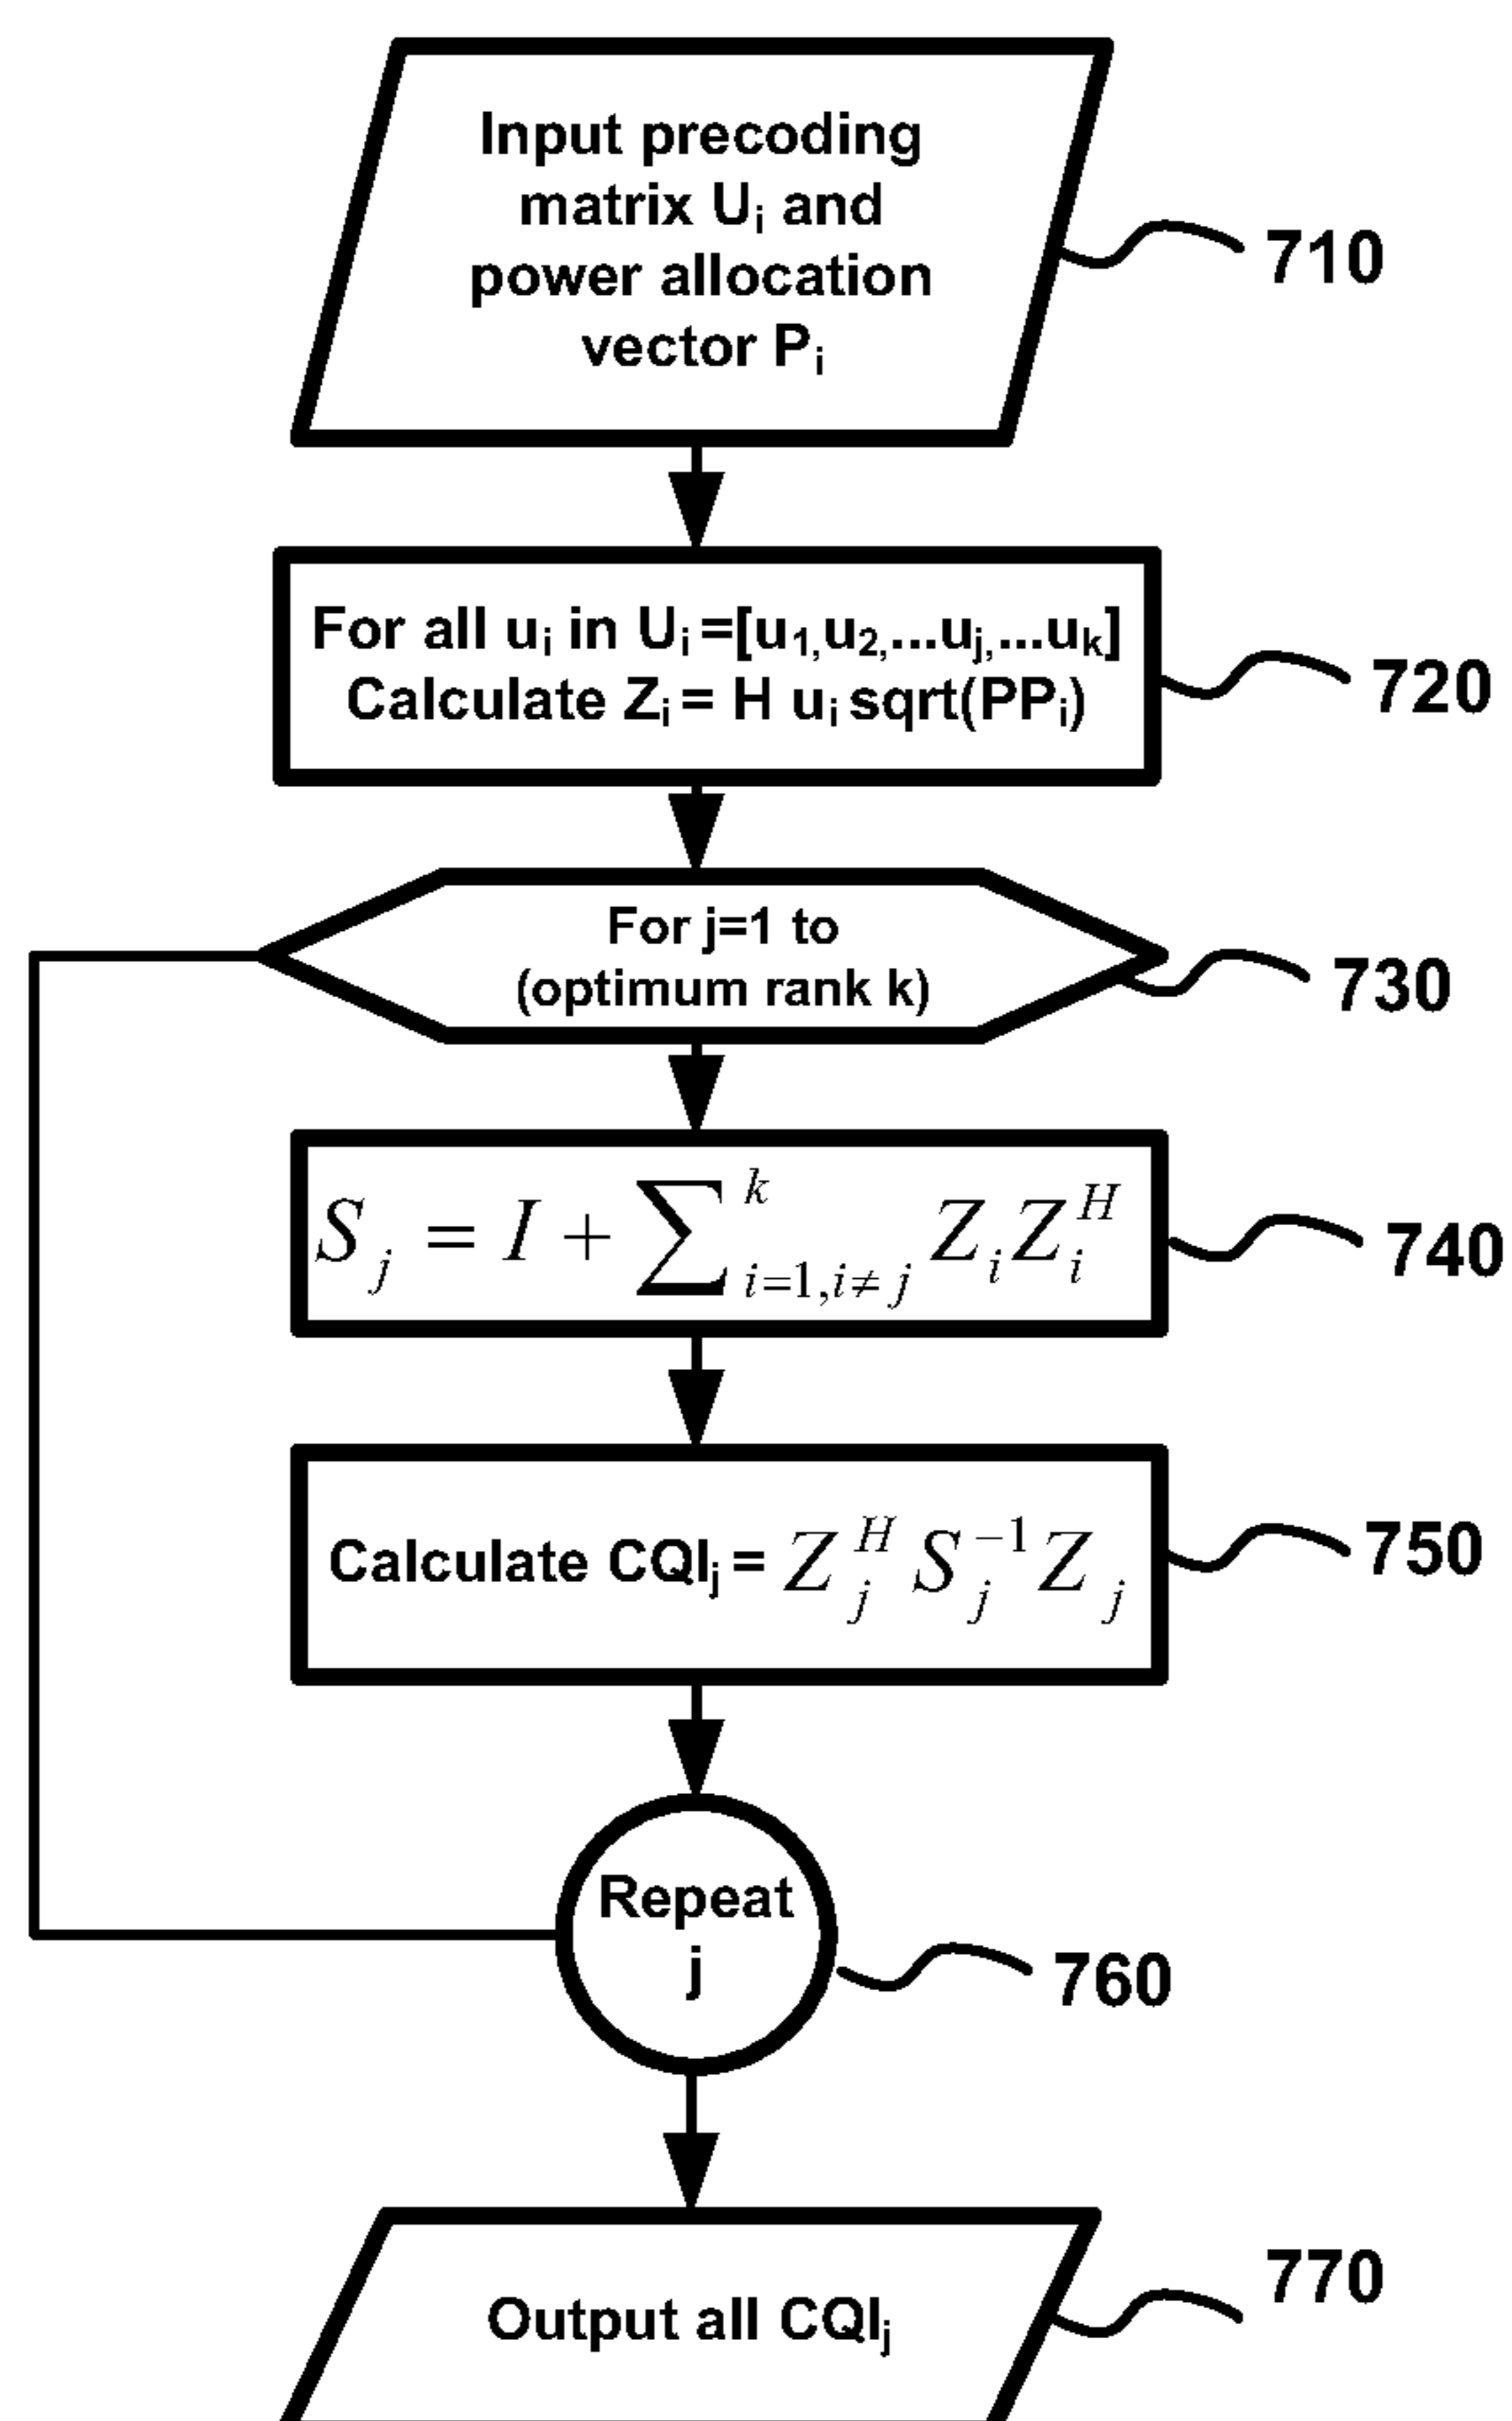 Input precoding
matrix Uᵢ and
power allocation
vector Pᵢ
710
For all uᵢ in Uᵢ =[u₁,u₂,...uⱼ,...uₖ]
Calculate Zᵢ = H uᵢ sqrt(PPᵢ)
720
For j=1 to
(optimum rank k)
730
S_j = I + ∑_{i=1,i≠j}^{k} Z_i Z_i^H
740
Calculate CQIⱼ = Z_j^H S_j^{-1} Z_j
750
Repeat
j
760
Output all CQIⱼ
770